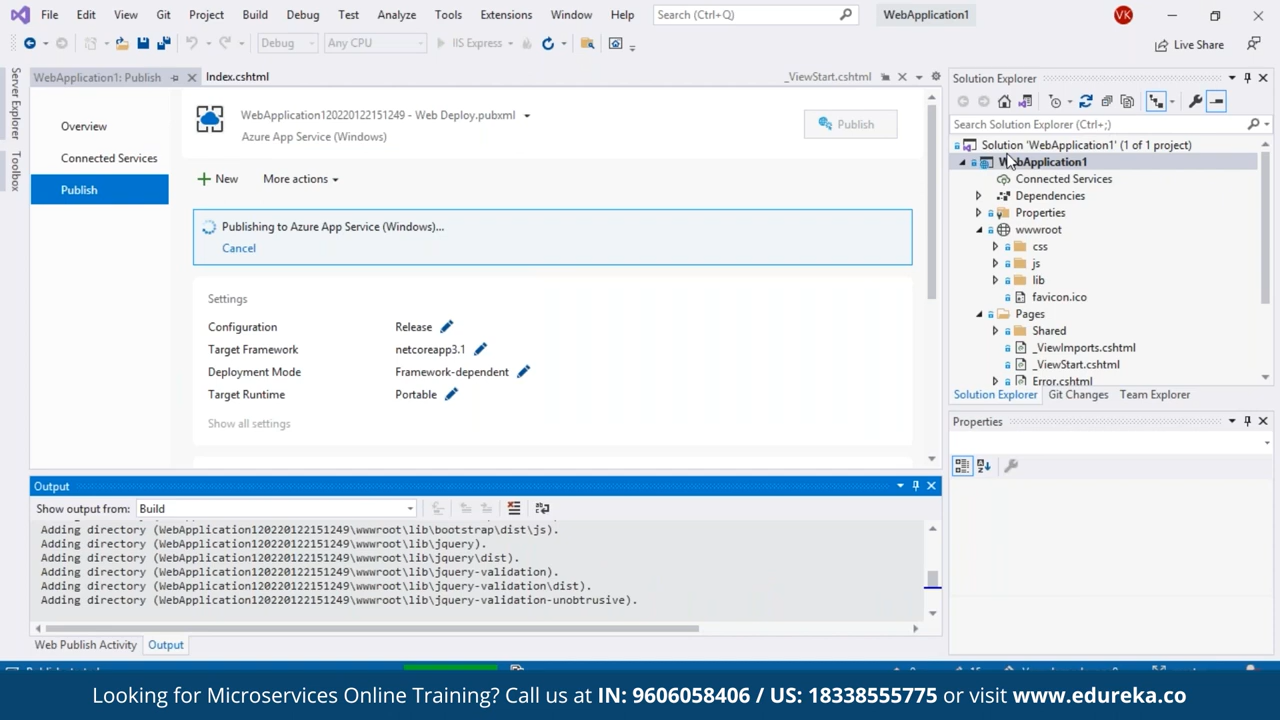 File Edit View Git Project Build Debug Test Analyze Tools Extensions Window Help Search (Ctrl+Q) WebApplication1 VK
Debug Any CPU IIS Express Live Share
Server Explorer
Toolbox
WebApplication1: Publish Index.cshtml _ViewStart.cshtml
Overview
Connected Services
Publish
WebApplication120220122151249 - Web Deploy.pubxml
Azure App Service (Windows)
Publish
New More actions
Publishing to Azure App Service (Windows)...
Cancel
Settings
Configuration Release
Target Framework netcoreapp3.1
Deployment Mode Framework-dependent
Target Runtime Portable
Show all settings
Output
Show output from: Build
Adding directory (WebApplication120220122151249\wwwroot\lib\bootstrap\dist\js).
Adding directory (WebApplication120220122151249\wwwroot\lib\jquery).
Adding directory (WebApplication120220122151249\wwwroot\lib\jquery\dist).
Adding directory (WebApplication120220122151249\wwwroot\lib\jquery-validation).
Adding directory (WebApplication120220122151249\wwwroot\lib\jquery-validation\dist).
Adding directory (WebApplication120220122151249\wwwroot\lib\jquery-validation-unobtrusive).
Web Publish Activity Output
Solution Explorer
Search Solution Explorer (Ctrl+;)
Solution 'WebApplication1' (1 of 1 project)
WebApplication1
Connected Services
Dependencies
Properties
wwwroot
css
js
lib
favicon.ico
Pages
Shared
_ViewImports.cshtml
_ViewStart.cshtml
Error.cshtml
Solution Explorer Git Changes Team Explorer
Properties
Looking for Microservices Online Training? Call us at IN: 9606058406 / US: 18338555775 or visit www.edureka.co